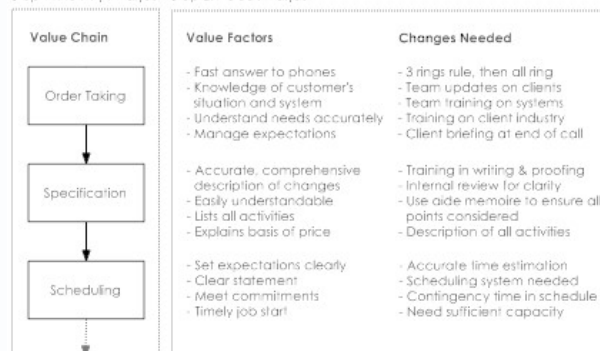 Value Chain
Value Factors
Changes Needed
Order Taking
- Fast answer to phones
- Knowledge of customer's
situation and system
- Understand needs accurately
- Manage expectations
- 3 rings rule, then all ring
- Team updates on clients
- Team training on systems
- Training on client industry
- Client briefing at end of call
Specification
- Accurate, comprehensive
description of changes
- Easily understandable
- Lists all activities
- Explains basis of price
- Training in writing & proofing
- Internal review for clarity
- Use aide memoire to ensure all
points considered
- Description of all activities
Scheduling
- Set expectations clearly
- Clear statement
- Meet commitments
- Timely job start
- Accurate time estimation
- Scheduling system needed
- Contingency time in schedule
- Need sufficient capacity